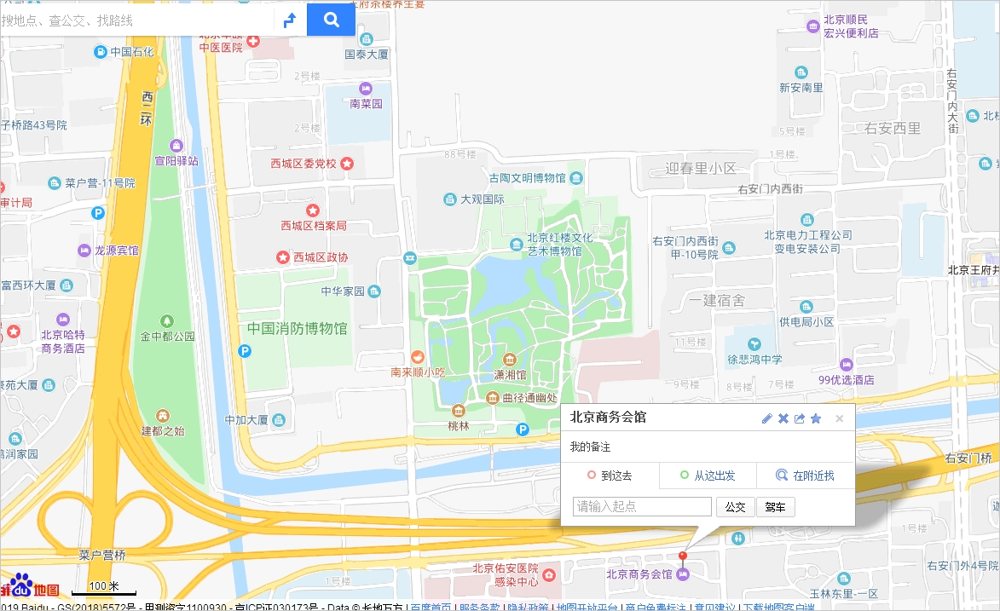 搜地点、查公交、找路线
中医医院
国泰大厦
北京顺民
宏兴便利店
中国石化
2号楼
南菜园
新安南里
西二环
右安门内大街
子桥路43号院
2号楼
5号楼
右安西里
宣阳驿站
西城区委党校
88号楼
1号楼
迎春里小区
菜户营-11号院
古陶文明博物馆
右安门内西街
审计局
大观国际
西城区档案局
北京红楼文化
艺术博物馆
右安门内西街
甲-10号院
北京电力工程公司
变电安装公司
龙源宾馆
西城区政协
富西环大厦
中华家园
一建宿舍
北京王府井
北京哈特
商务酒店
金中都公园
中国消防博物馆
供电局小区
11号楼
徐悲鸿中学
南来顺小吃
潇湘馆
99优选酒店
9号楼
8号楼
7号楼
曲径通幽处
建都之始
中加大厦
桃林
北京商务会馆
我的备注
右安门桥
到这去
从这出发
在附近找
请输入起点
公交
驾车
1号楼
菜户营桥
北京佑安医院
感染中心
北京商务会馆
右安门外4号院
1号楼
玉林东里-一区
100 米
du 地图
019 Baidu - GS(2018)5572号 - 甲测资字1100930 - 京ICP证030173号 - Data © 长地万方 | 百度首页 | 服务条款 | 隐私政策 | 地图开放平台 | 商户免费标注 | 意见建议 | 下载地图客户端